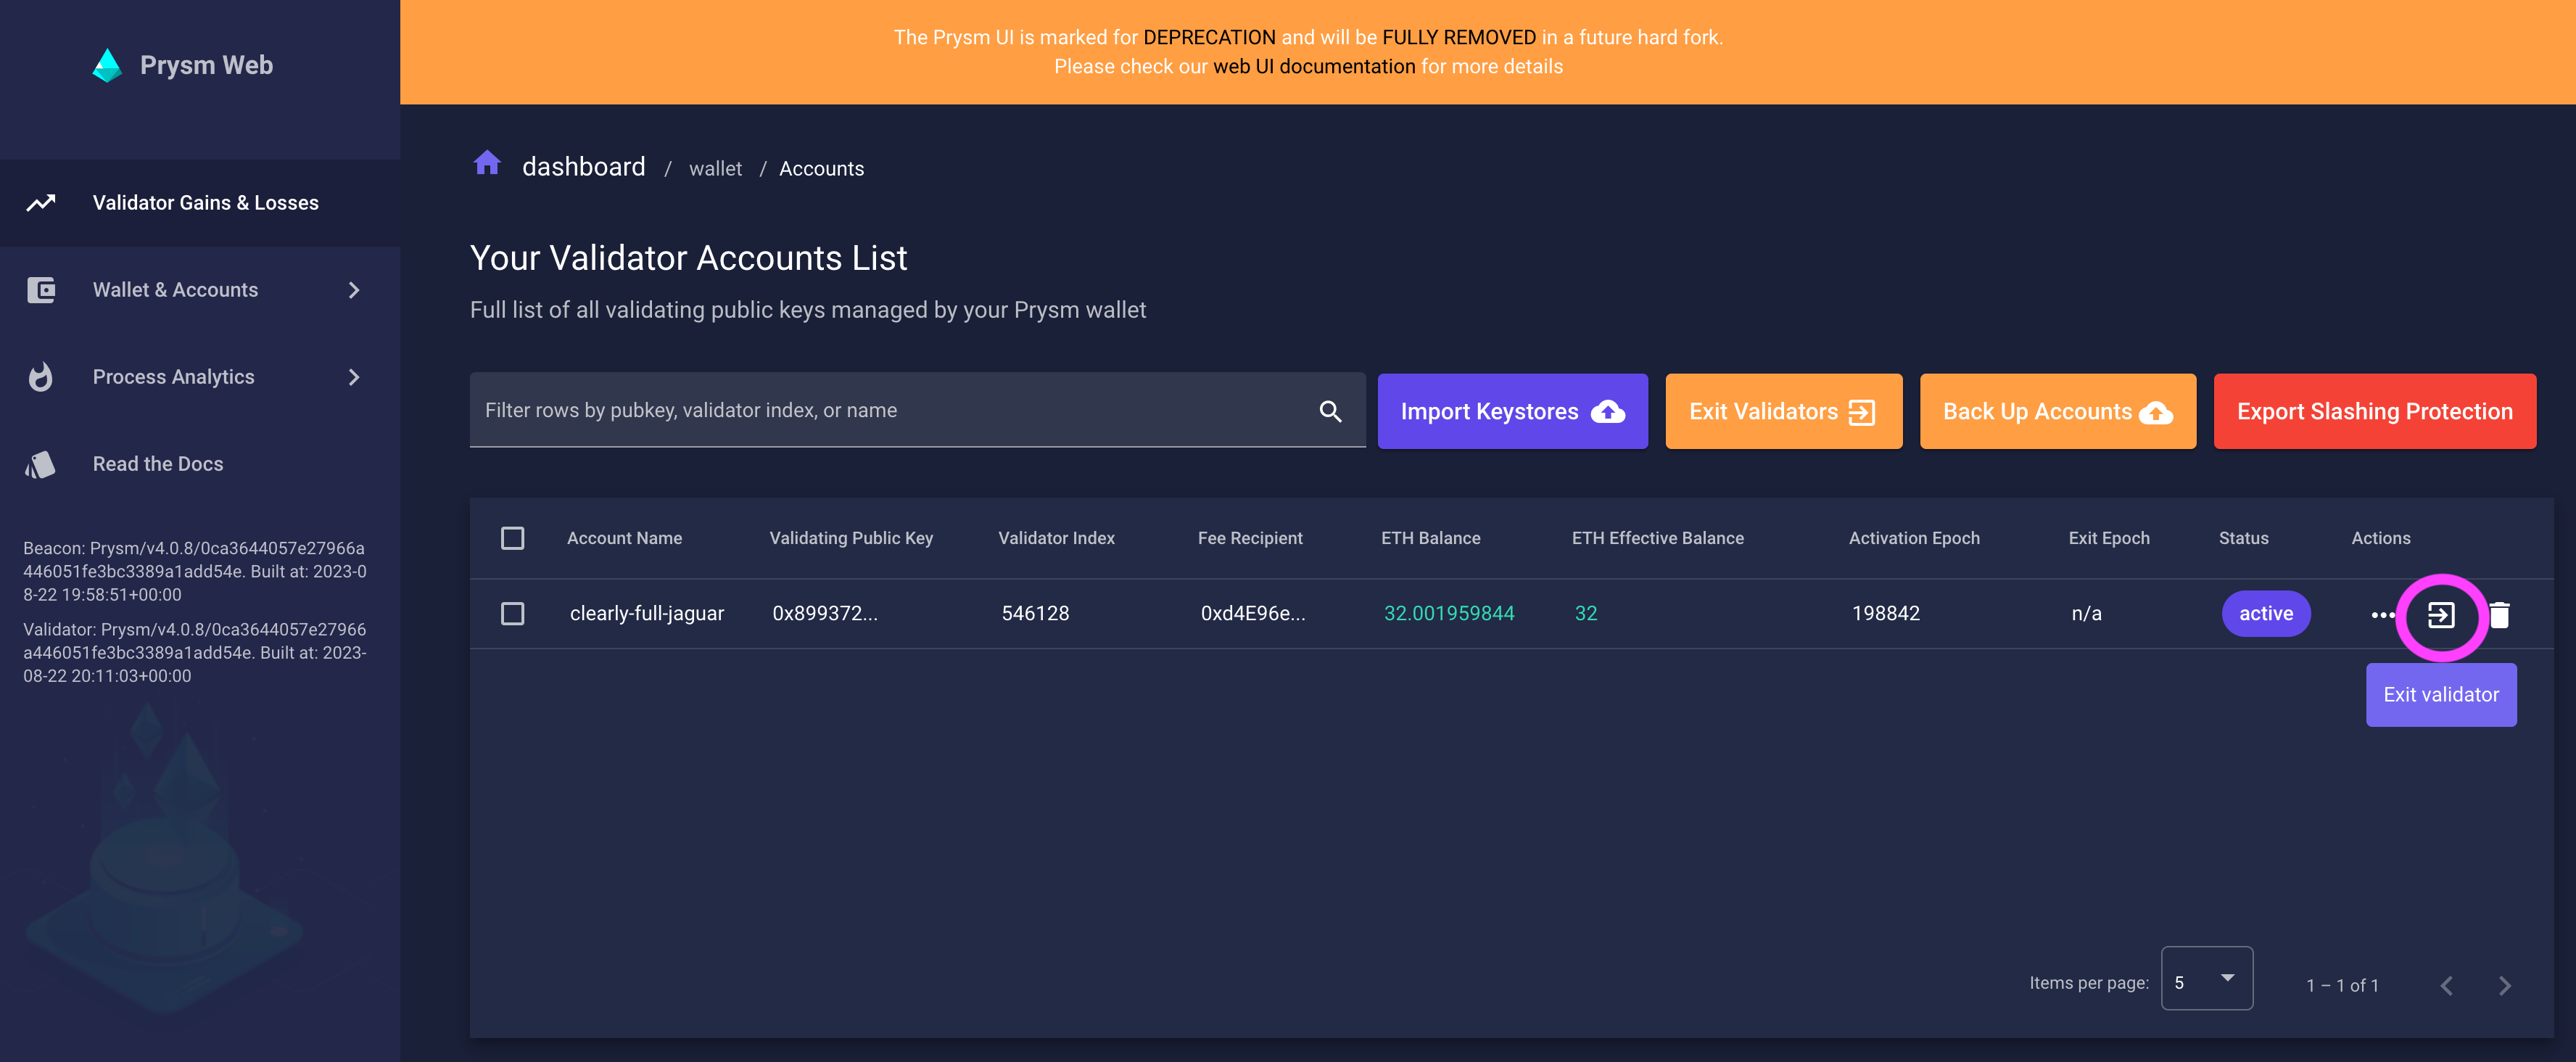 Prysm Web
The Prysm UI is marked for DEPRECATION and will be FULLY REMOVED in a future hard fork.
Please check our web UI documentation for more details
Validator Gains & Losses
Wallet & Accounts
Process Analytics
Read the Docs
Beacon: Prysm/v4.0.8/0ca3644057e27966a
446051fe3bc3389a1add54e. Built at: 2023-0
8-22 19:58:51+00:00
Validator: Prysm/v4.0.8/0ca3644057e27966
a446051fe3bc3389a1add54e. Built at: 2023-
08-22 20:11:03+00:00
dashboard / wallet / Accounts
Your Validator Accounts List
Full list of all validating public keys managed by your Prysm wallet
Filter rows by pubkey, validator index, or name
Import Keystores
Exit Validators
Back Up Accounts
Export Slashing Protection
Account Name Validating Public Key Validator Index Fee Recipient ETH Balance ETH Effective Balance Activation Epoch Exit Epoch Status Actions
clearly-full-jaguar 0x899372... 546128 0xd4E96e... 32.001959844 32 198842 n/a active
Exit validator
Items per page: 5 1 – 1 of 1